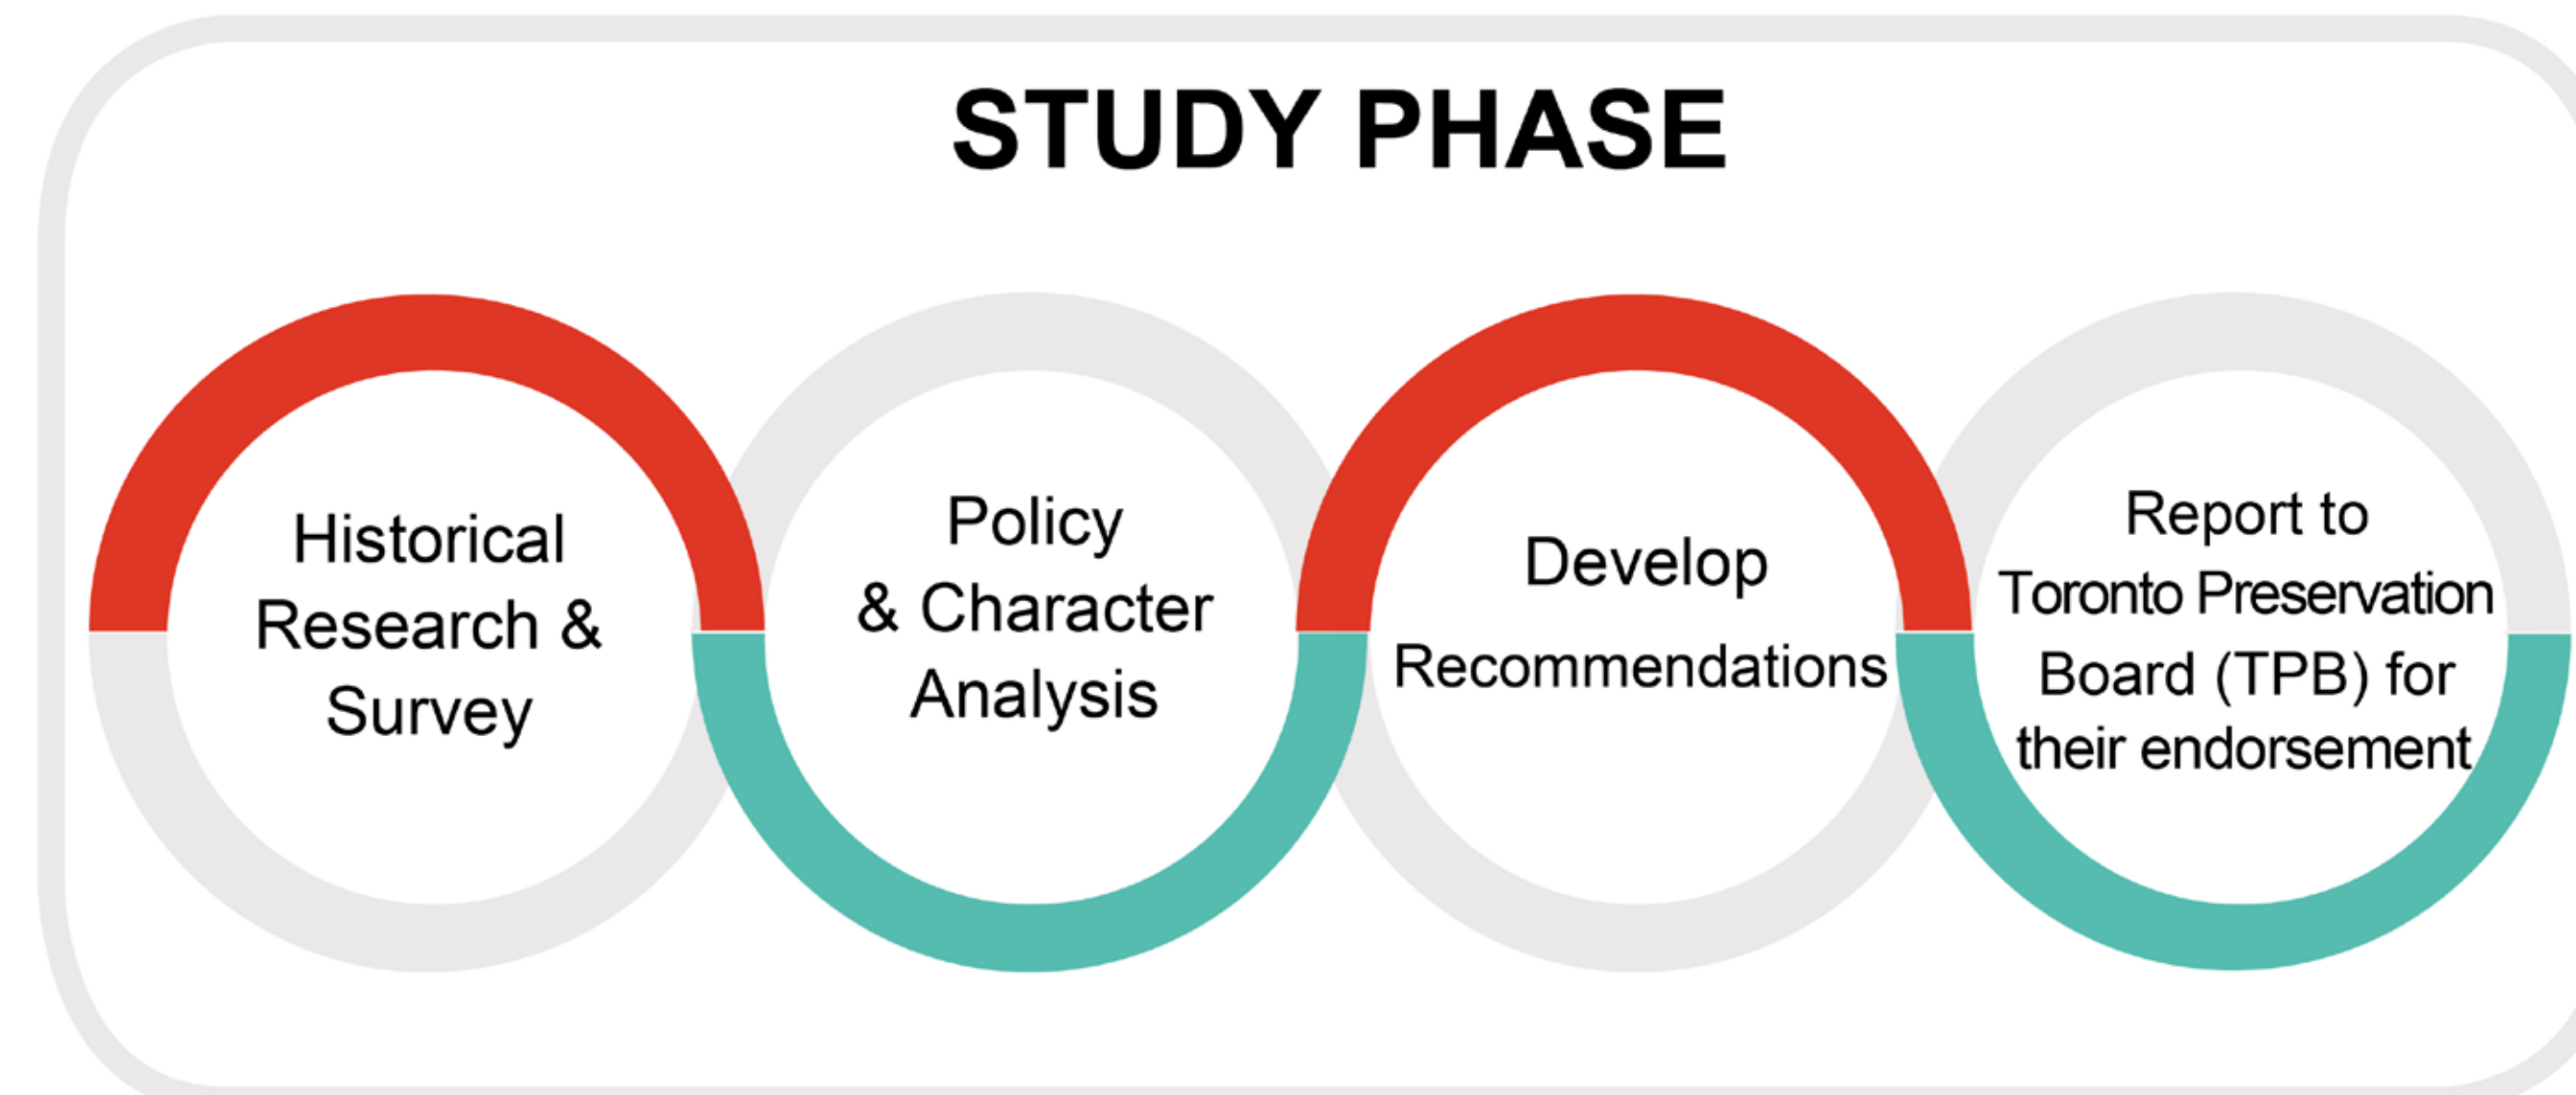 STUDY PHASE
Historical
Research &
Survey
Policy
& Character
Analysis
Develop
Recommendations
Report to
Toronto Preservation
Board (TPB) for
their endorsement